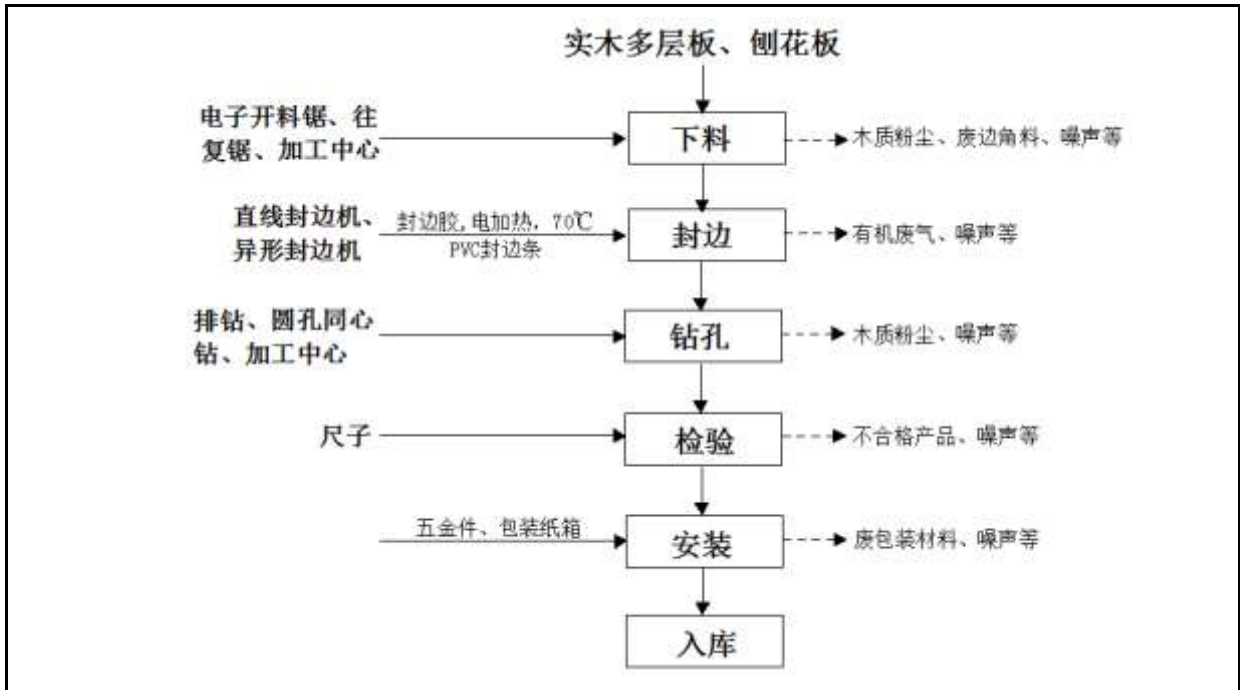 实木多层板、刨花板
电子开料锯、往
复锯、加工中心
下料
木质粉尘、废边角料、噪声等
直线封边机、
异形封边机
封边胶,电加热, 70℃
PVC封边条
封边
有机废气、噪声等
排钻、圆孔同心
钻、加工中心
钻孔
木质粉尘、噪声等
尺子
检验
不合格产品、噪声等
五金件、包装纸箱
安装
废包装材料、噪声等
入库